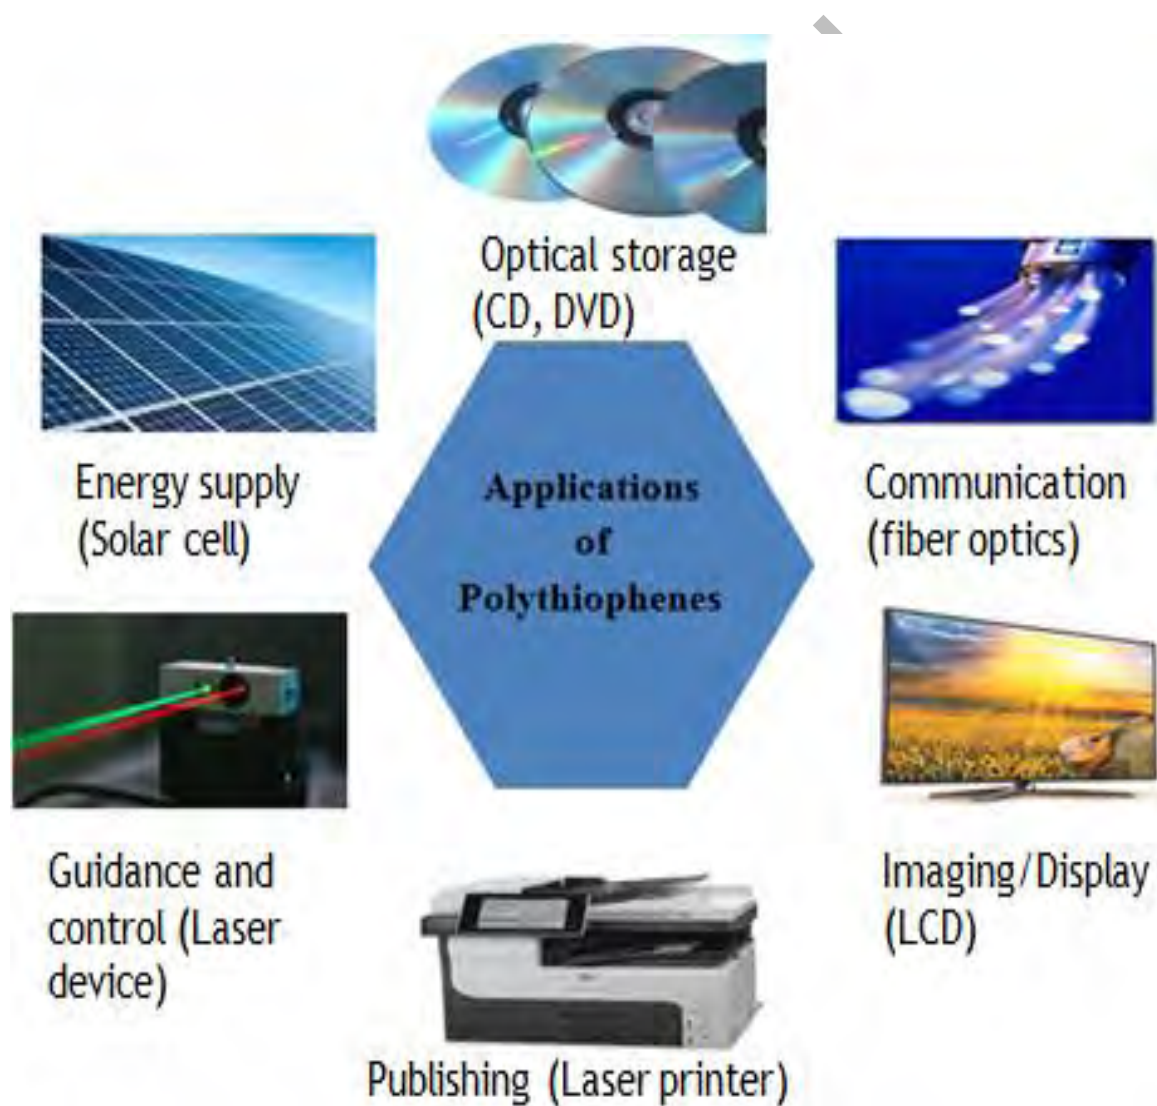 Optical storage
(CD, DVD)
Energy supply
(Solar cell)
Communication
(fiber optics)
Applications
of
Polythiophenes
Guidance and
control (Laser
device)
Imaging/Display
(LCD)
Publishing (Laser printer)